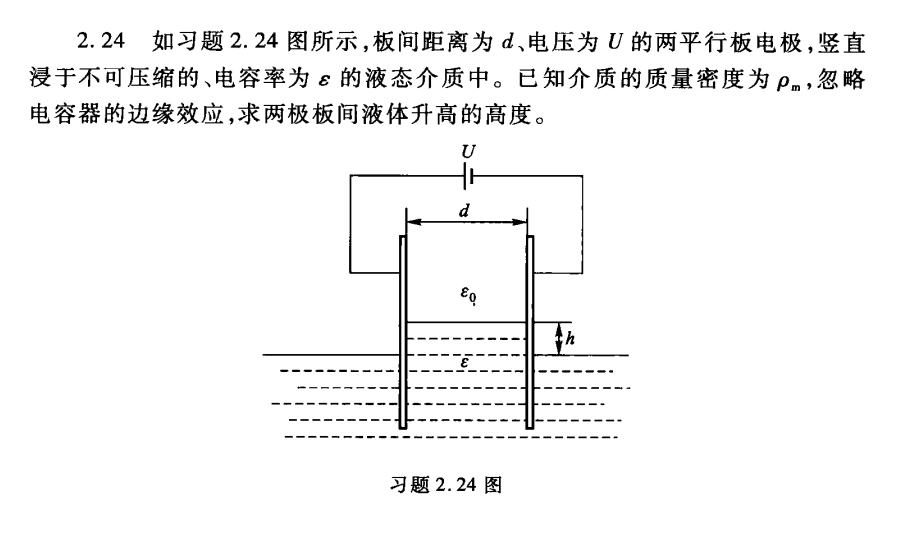 2.24 如习题 2.24 图所示,板间距离为 d、电压为 U 的两平行板电极,竖直
浸于不可压缩的、电容率为 ε 的液态介质中。已知介质的质量密度为 ρm,忽略
电容器的边缘效应,求两极板间液体升高的高度。
U
d
ε0
h
ε
习题 2.24 图